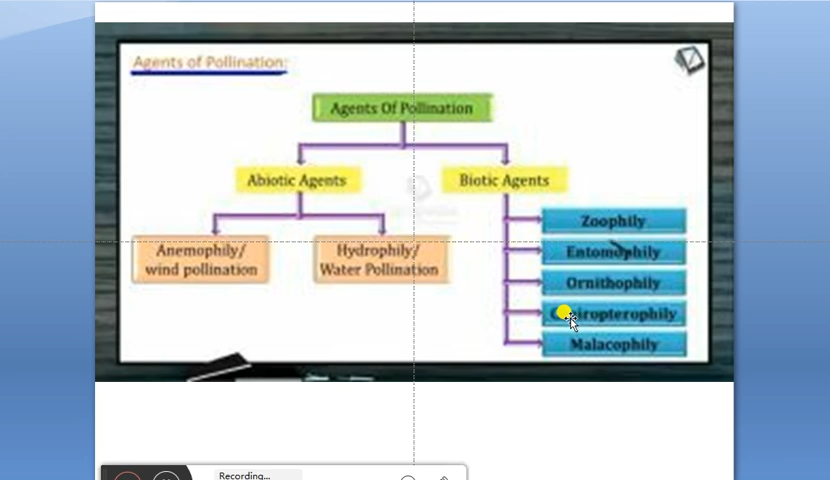 Agents of Pollination:
Agents Of Pollination
Abiotic Agents
Biotic Agents
Anemophily/
wind pollination
Hydrophily/
Water Pollination
Zoophily
Entomophily
Ornithophily
Chiropterophily
Malacophily
Recording...